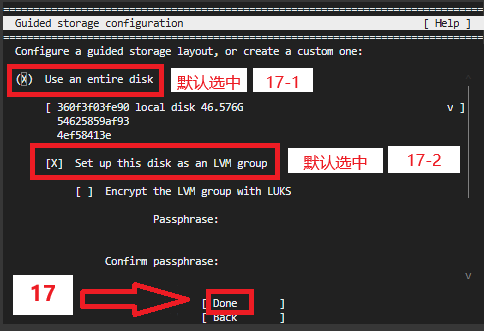 Guided storage configuration [ Help ]
Configure a guided storage layout, or create a custom one:
(X) Use an entire disk 默认选中 17-1
[ 360f3f03fe90 local disk 46.576G v ]
54625859af93
4ef58413e
[X] Set up this disk as an LVM group 默认选中 17-2
[ ] Encrypt the LVM group with LUKS
Passphrase:
Confirm passphrase:
17 [ Done ]
[ Back ]